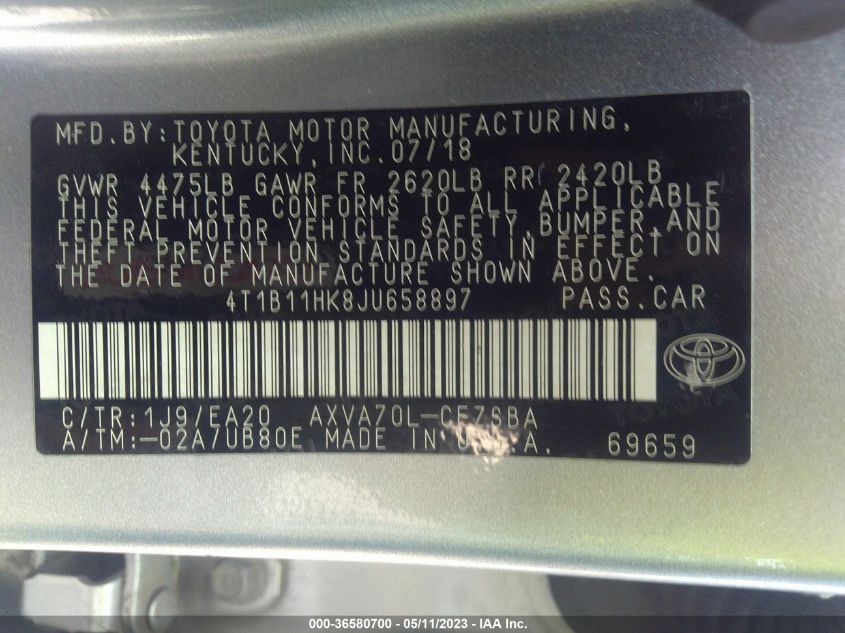 MFD.BY:TOYOTA MOTOR MANUFACTURING,
KENTUCKY,INC.07/18
GVWR 4475LB GAWR FR 2620LB RR 2420LB
THIS VEHICLE CONFORMS TO ALL APPLICABLE
FEDERAL MOTOR VEHICLE SAFETY,BUMPER,AND
THEFT PREVENTION STANDARDS IN EFFECT ON
THE DATE OF MANUFACTURE SHOWN ABOVE.
4T1B11HK8JU658897 PASS.CAR
C/TR:1J9/EA20 AXVA70L-CEZSBA
A/TM:-02A/UB80E MADE IN U.S.A. 69659
000-36580700 - 05/11/2023 - IAA Inc.